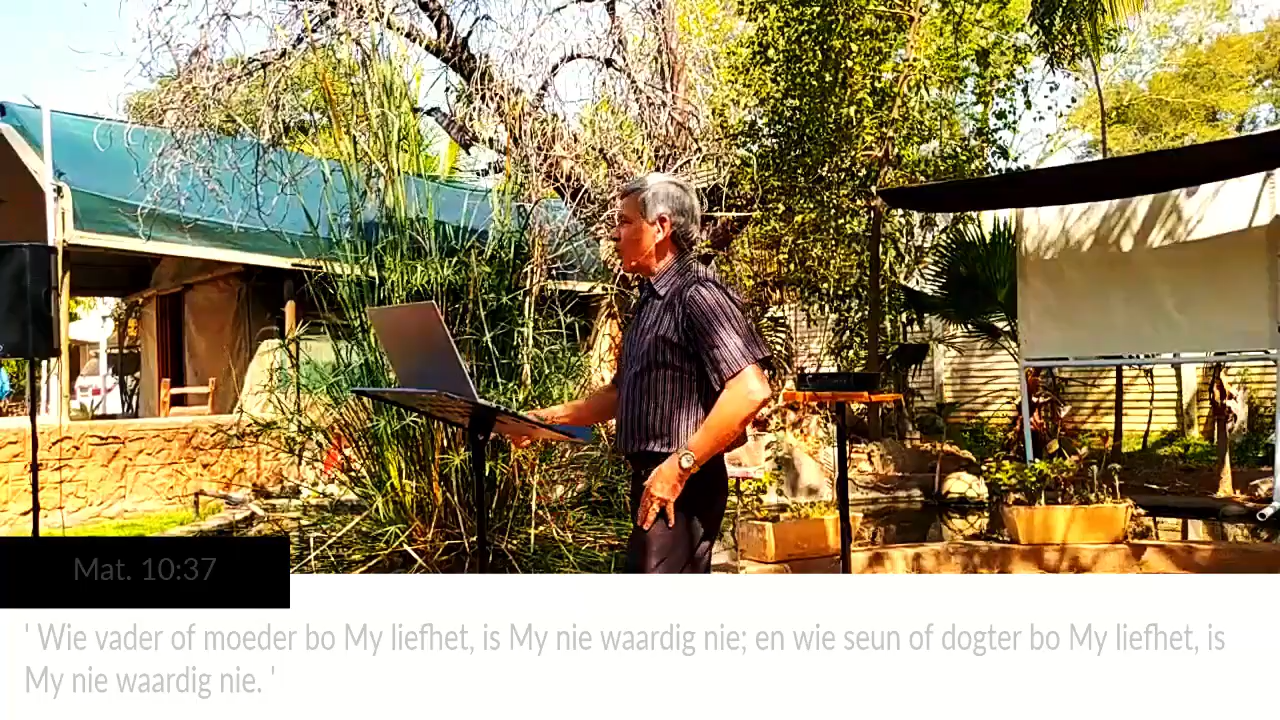 Mat. 10:37
' Wie vader of moeder bo My liefhet, is My nie waardig nie; en wie seun of dogter bo My liefhet, is
My nie waardig nie. '